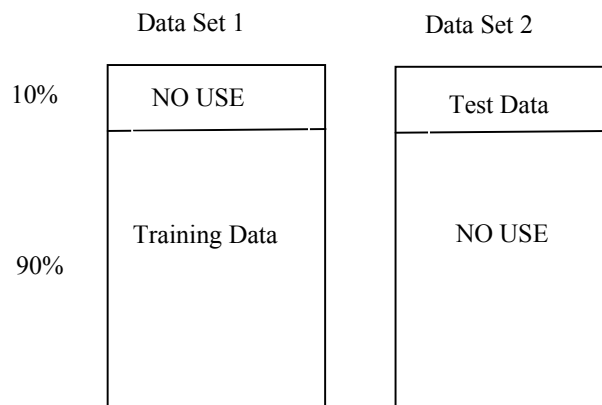 Data Set 1 Data Set 2
10% NO USE Test Data
Training Data NO USE
90%